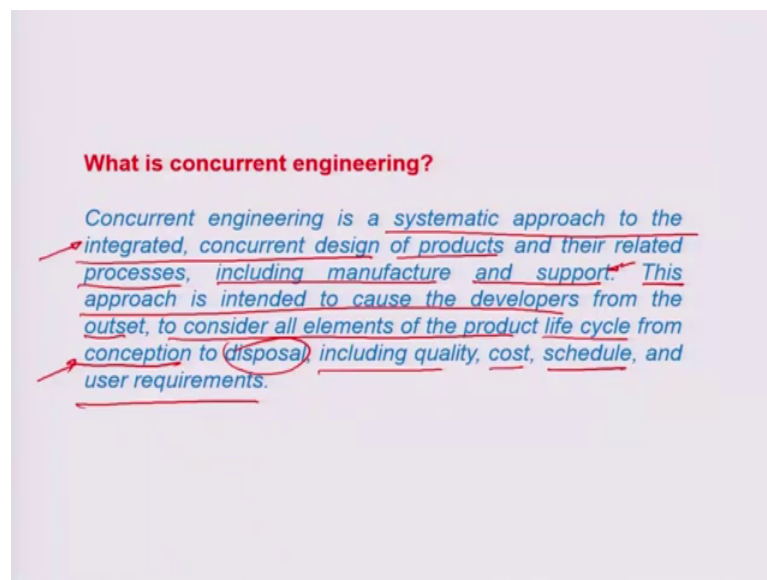 What is concurrent engineering?
Concurrent engineering is a systematic approach to the
integrated, concurrent design of products and their related
processes, including manufacture and support. This
approach is intended to cause the developers from the
outset, to consider all elements of the product life cycle from
conception to disposal, including quality, cost, schedule, and
user requirements.